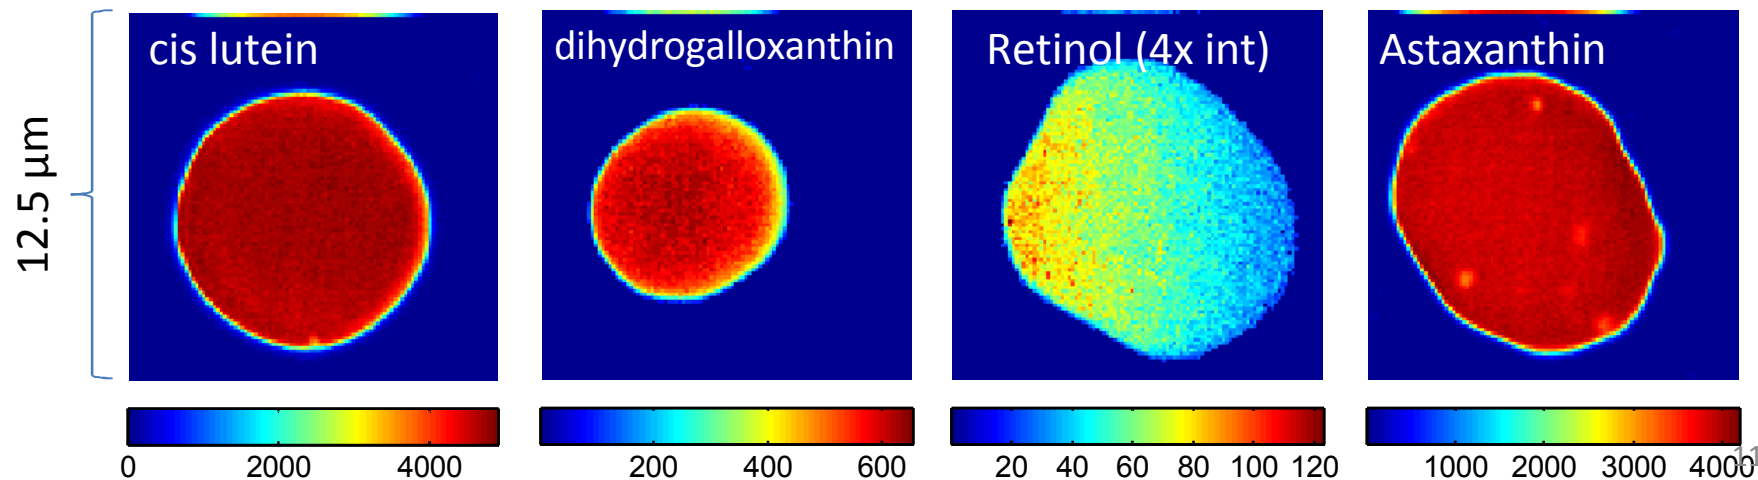 cis lutein
dihydrogalloxanthin
Retinol (4x int)
Astaxanthin
12.5 µm
0 2000 4000
200 400 600
20 40 60 80 100 120
1000 2000 3000 4000
11